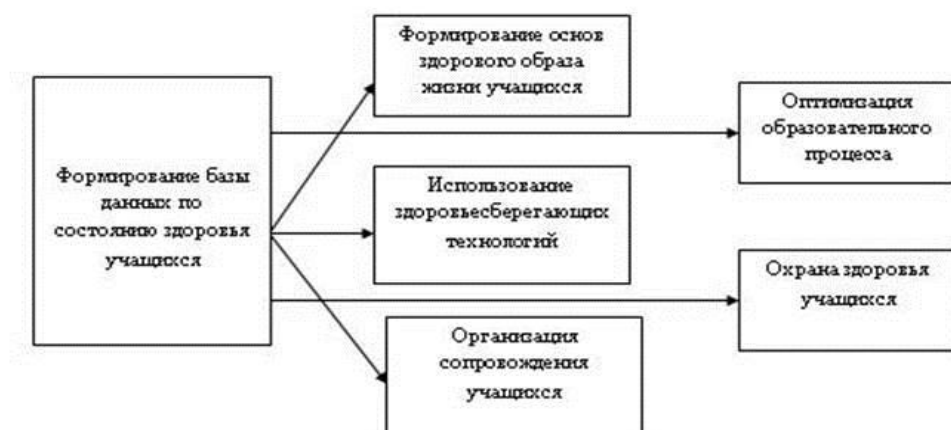 Формирование базы
данных по
состоянию здоровья
учащихся
Формирование основ
здорового образа
жизни учащихся
Использование
здоровьесберегающих
технологий
Организация
сопровождения
учащихся
Оптимизация
образовательного
процесса
Охрана здоровья
учащихся